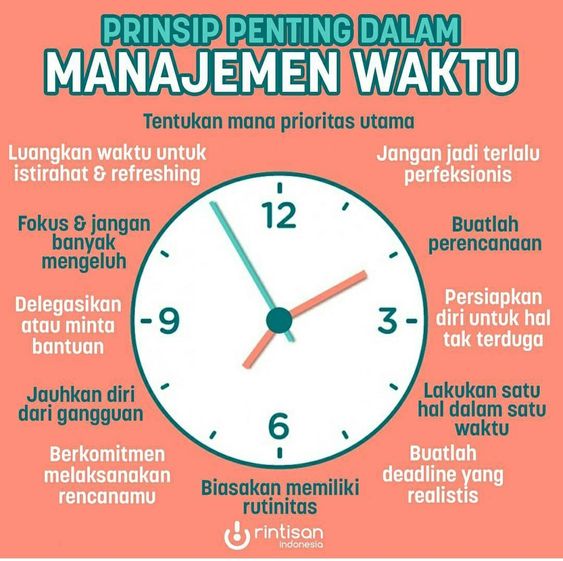 PRINSIP PENTING DALAM
MANAJEMEN WAKTU
Tentukan mana prioritas utama
Luangkan waktu untuk
istirahat & refreshing
Jangan jadi terlalu
perfeksionis
Fokus & jangan
banyak
mengeluh
Buatlah
perencanaan
Delegasikan
atau minta
bantuan
Persiapkan
diri untuk hal
tak terduga
Jauhkan diri
dari gangguan
Lakukan satu
hal dalam satu
waktu
Berkomitmen
melaksanakan
rencanamu
Buatlah
deadline yang
realistis
Biasakan memiliki
rutinitas
12
9
3
6
rintisan
indonesia